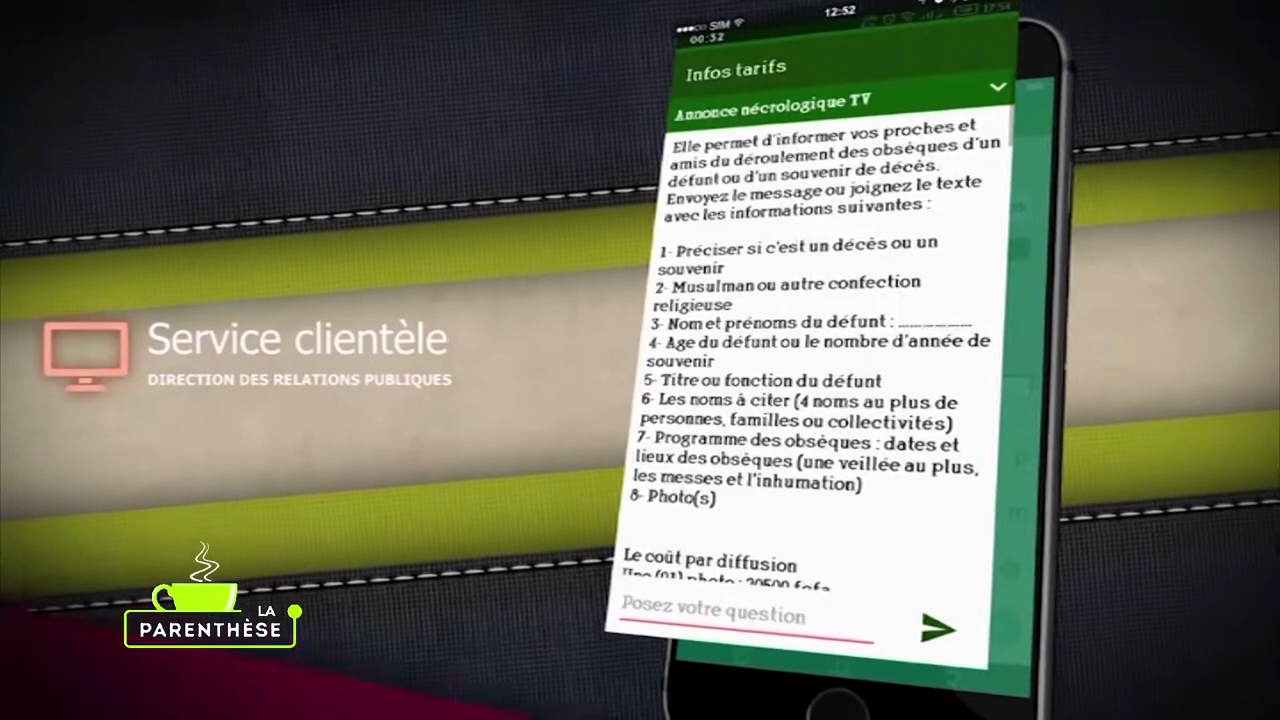 SIM
12:52
17:54
00:32
Infos tarifs
Annonce nécrologique TV
Elle permet d'informer vos proches et
amis du déroulement des obsèques d'un
défunt ou d'un souvenir de décès.
Envoyez le message ou joignez le texte
avec les informations suivantes :
1- Préciser si c'est un décès ou un
souvenir
2- Musulman ou autre confection
religieuse
3- Nom et prénoms du défunt : ....................
4- Age du défunt ou le nombre d'année de
souvenir
5- Titre ou fonction du défunt
6- Les noms à citer (4 noms au plus de
personnes, familles ou collectivités)
7- Programme des obsèques : dates et
lieux des obsèques (une veillée au plus,
les messes et l'inhumation)
8- Photo(s)
Le coût par diffusion
Posez votre question
Service clientèle
DIRECTION DES RELATIONS PUBLIQUES
LA
PARENTHÈSE